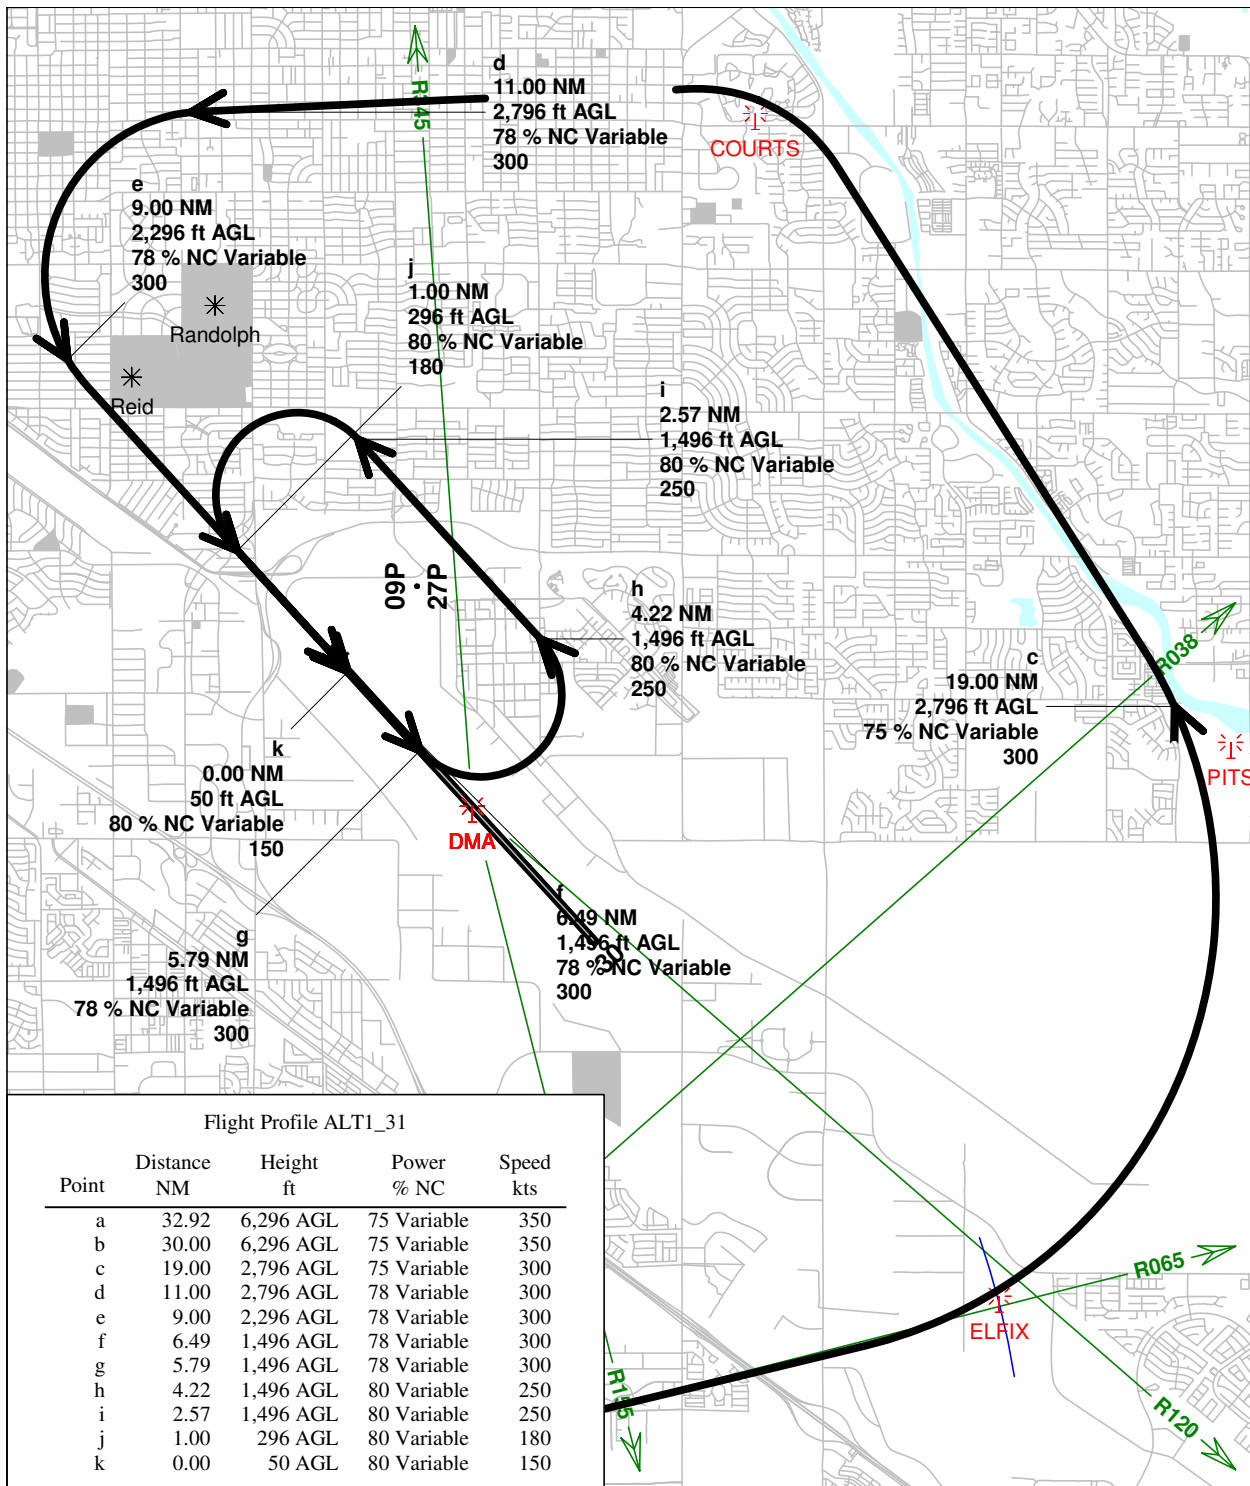 d
11.00 NM
2,796 ft AGL
78 % NC Variable
300
R345
COURTS
e
9.00 NM
2,296 ft AGL
78 % NC Variable
300
Randolph
Reid
j
1.00 NM
296 ft AGL
80 % NC Variable
180
i
2.57 NM
1,496 ft AGL
80 % NC Variable
250
09P
27P
h
4.22 NM
1,496 ft AGL
80 % NC Variable
250
R038
c
19.00 NM
2,796 ft AGL
75 % NC Variable
300
PITS
k
0.00 NM
50 ft AGL
80 % NC Variable
150
DMA
f
6.49 NM
1,496 ft AGL
78 % NC Variable
300
30
g
5.79 NM
1,496 ft AGL
78 % NC Variable
300
R065
ELFIX
R155
R120
Flight Profile ALT1_31
Point Distance NM Height ft Power % NC Speed kts
a 32.92 6,296 AGL 75 Variable 350
b 30.00 6,296 AGL 75 Variable 350
c 19.00 2,796 AGL 75 Variable 300
d 11.00 2,796 AGL 78 Variable 300
e 9.00 2,296 AGL 78 Variable 300
f 6.49 1,496 AGL 78 Variable 300
g 5.79 1,496 AGL 78 Variable 300
h 4.22 1,496 AGL 80 Variable 250
i 2.57 1,496 AGL 80 Variable 250
j 1.00 296 AGL 80 Variable 180
k 0.00 50 AGL 80 Variable 150